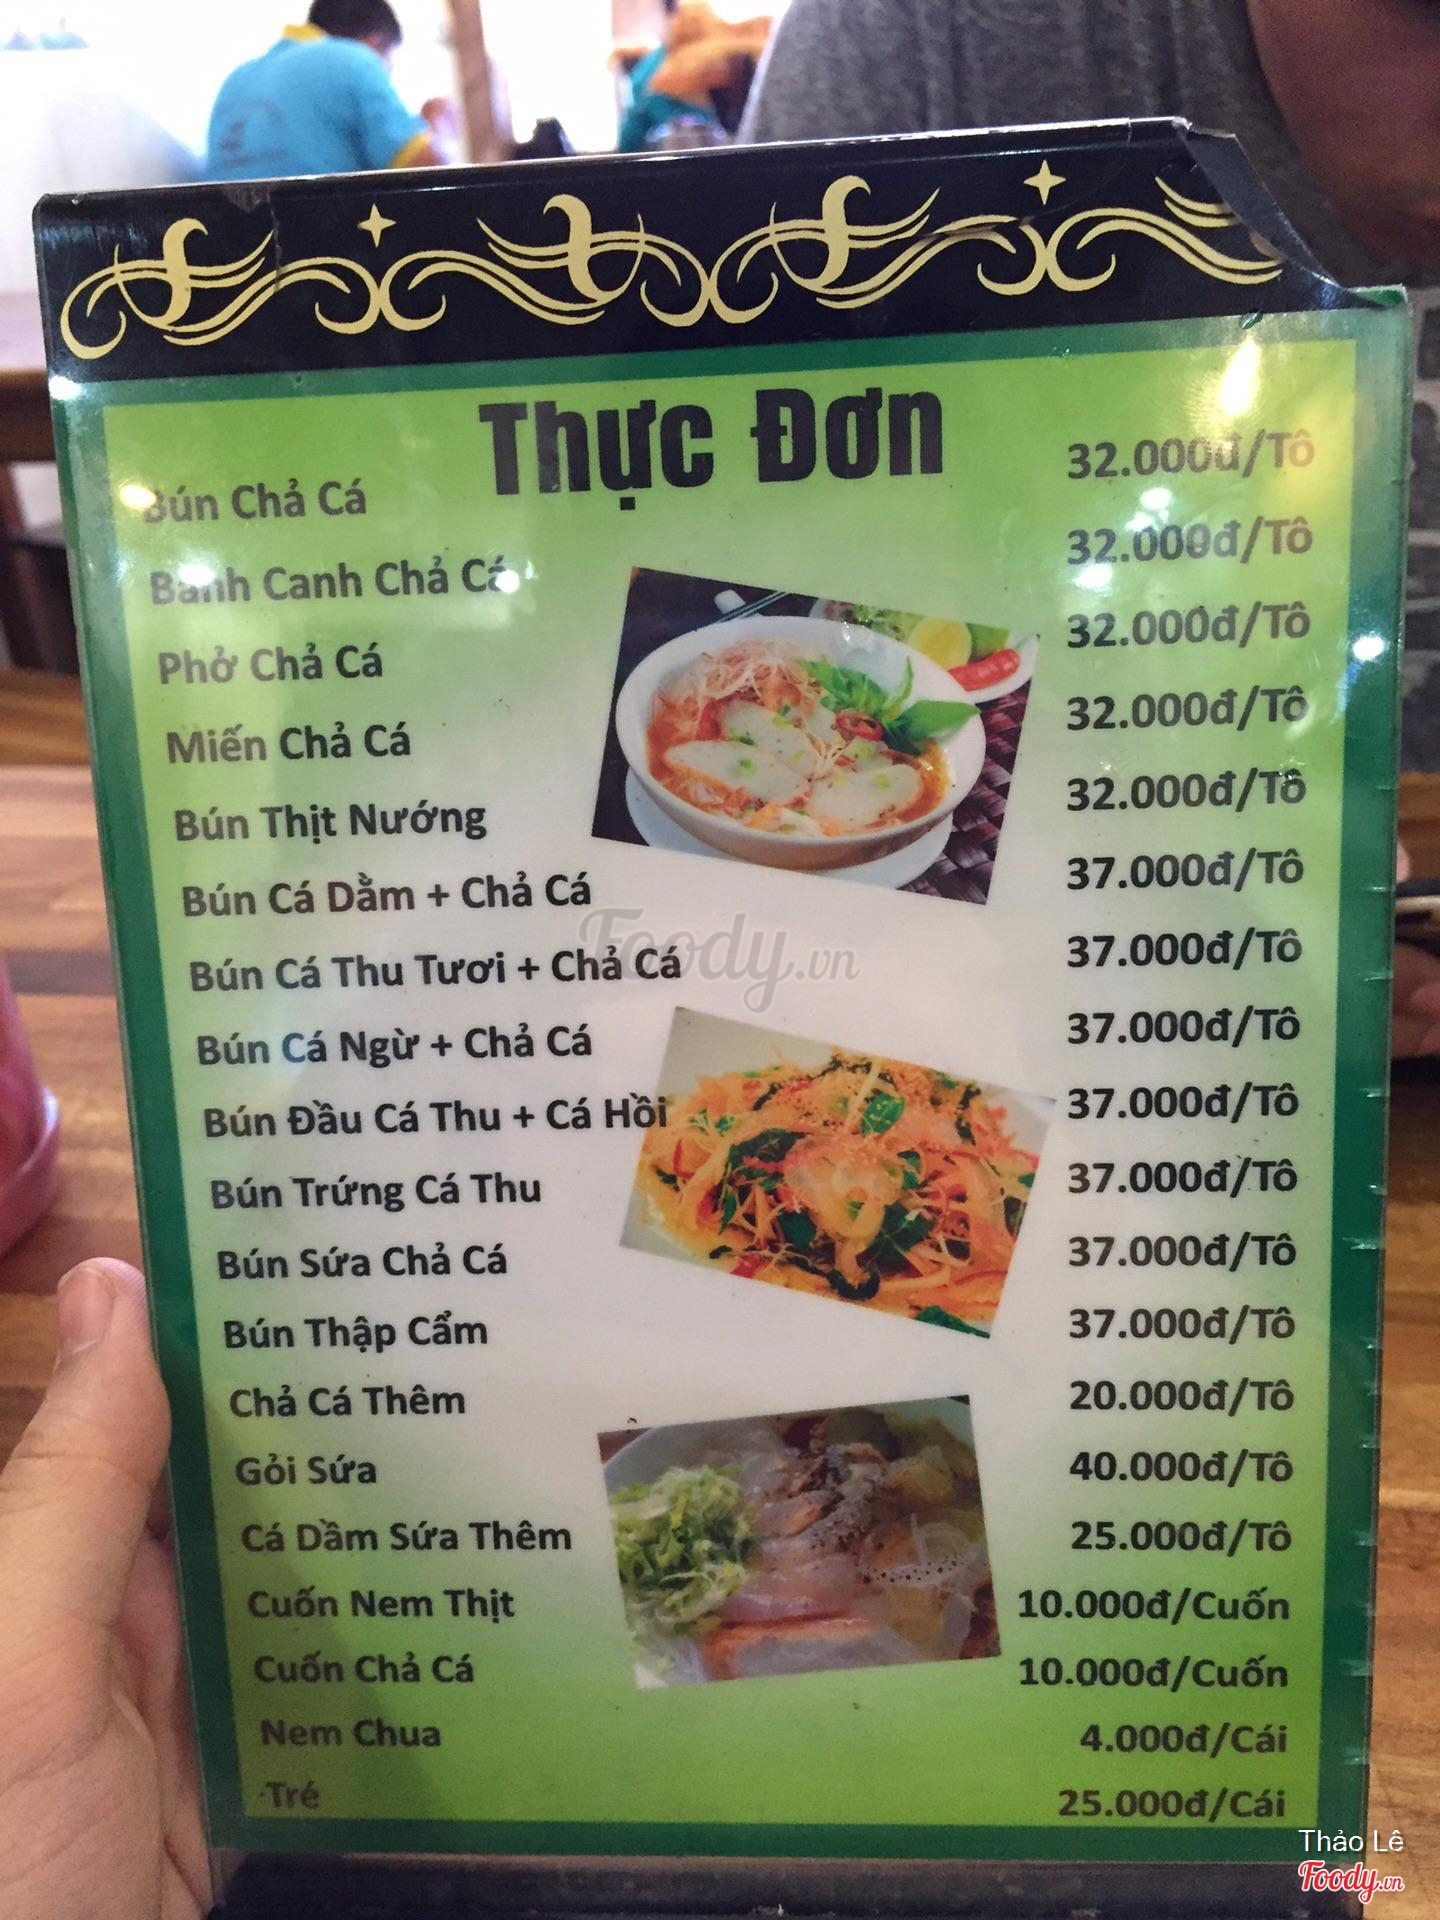 Thực Đơn
Bún Chả Cá 32.000đ/Tô
Bánh Canh Chả Cá 32.000đ/Tô
Phở Chả Cá 32.000đ/Tô
Miến Chả Cá 32.000đ/Tô
Bún Thịt Nướng 32.000đ/Tô
Bún Cá Dằm + Chả Cá 37.000đ/Tô
Bún Cá Thu Tươi + Chả Cá 37.000đ/Tô
Bún Cá Ngừ + Chả Cá 37.000đ/Tô
Bún Đầu Cá Thu + Cá Hồi 37.000đ/Tô
Bún Trứng Cá Thu 37.000đ/Tô
Bún Sứa Chả Cá 37.000đ/Tô
Bún Thập Cẩm 37.000đ/Tô
Chả Cá Thêm 20.000đ/Tô
Gỏi Sứa 40.000đ/Tô
Cá Dầm Sứa Thêm 25.000đ/Tô
Cuốn Nem Thịt 10.000đ/Cuốn
Cuốn Chả Cá 10.000đ/Cuốn
Nem Chua 4.000đ/Cái
Tré 25.000đ/Cái
Foody.vn
Thảo Lê
Foody.vn